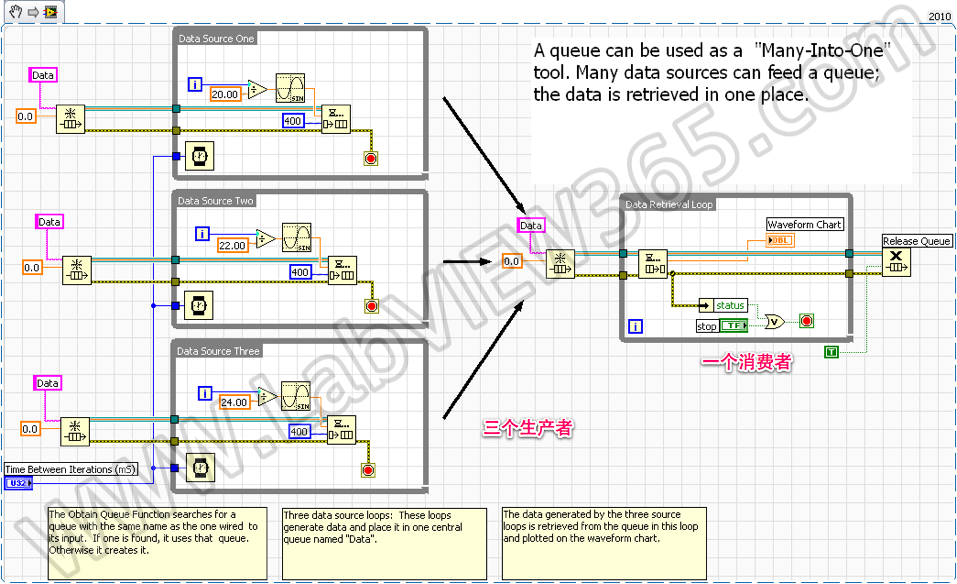 2010
Data Source One
A queue can be used as a "Many-Into-One"
tool. Many data sources can feed a queue;
the data is retrieved in one place.
Data
i
20.00
SIN
0.0
400
Data Source Two
Data
i
22.00
SIN
0.0
400
Data
0.0
Data Retrieval Loop
Waveform Chart
DBL
Release Queue
status
stop
TF
V
i
T
一个消费者
Data Source Three
Data
i
24.00
SIN
0.0
400
三个生产者
Time Between Iterations (mS)
U32
The Obtain Queue Function searches for a
queue with the same name as the one wired to
its input. If one is found, it uses that queue.
Otherwise it creates it.
Three data source loops: These loops
generate data and place it in one central
queue named "Data".
The data generated by the three source
loops is retrieved from the queue in this loop
and plotted on the waveform chart.
www.LabVIEW365.com